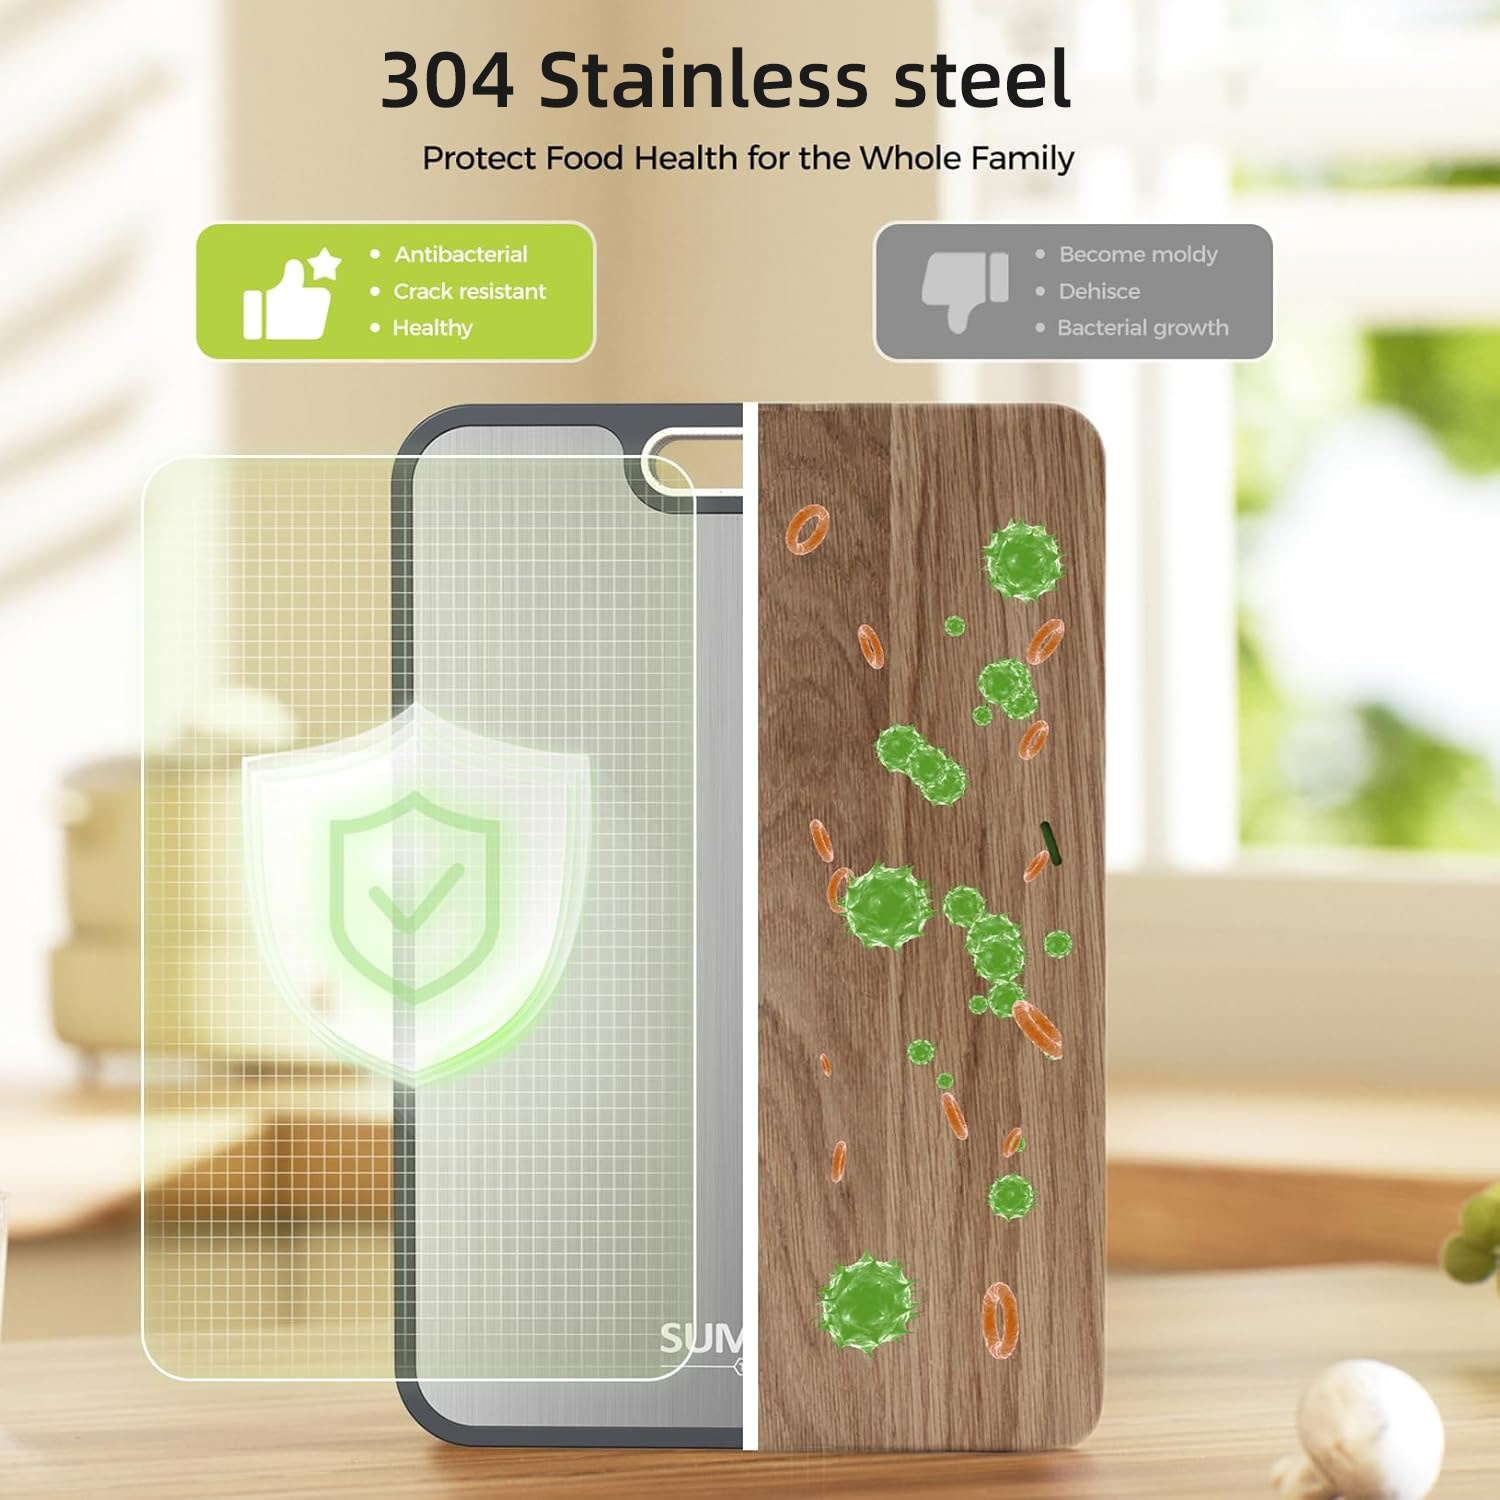 304 Stainless steel
Protect Food Health for the Whole Family
• Antibacterial
• Crack resistant
• Healthy
• Become moldy
• Dehisce
• Bacterial growth
SUM